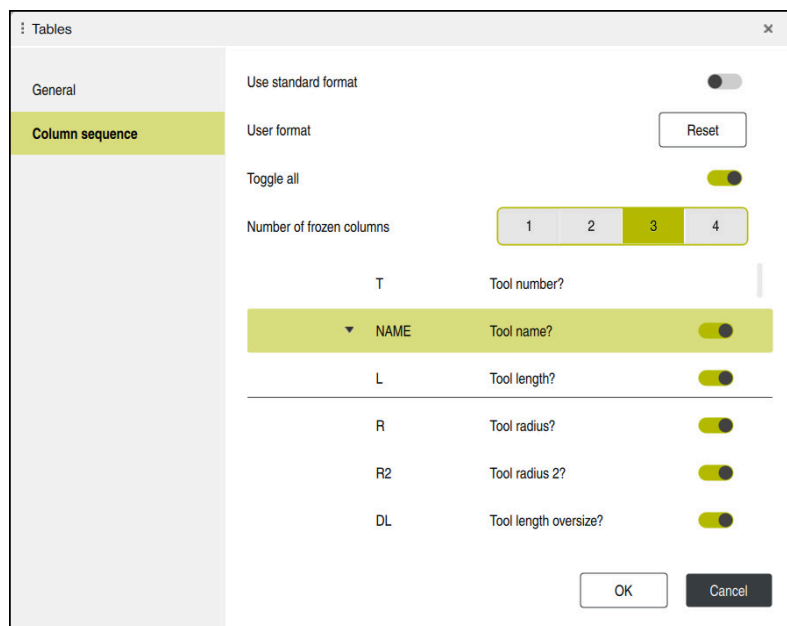 Tables
General
Column sequence
Use standard format
User format
Reset
Toggle all
Number of frozen columns
1 2 3 4
T Tool number?
NAME Tool name?
L Tool length?
R Tool radius?
R2 Tool radius 2?
DL Tool length oversize?
OK Cancel